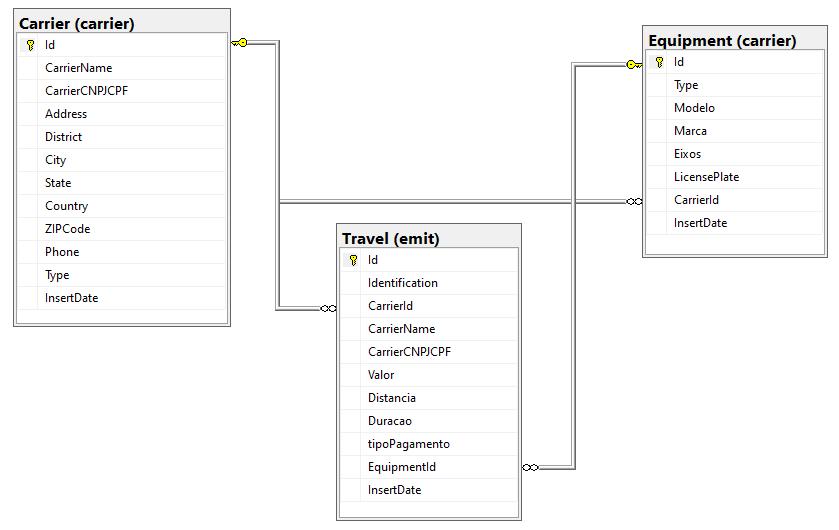 Carrier (carrier)
Id
CarrierName
CarrierCNPJCPF
Address
District
City
State
Country
ZIPCode
Phone
Type
InsertDate
Travel (emit)
Id
Identification
CarrierId
CarrierName
CarrierCNPJCPF
Valor
Distancia
Duracao
tipoPagamento
EquipmentId
InsertDate
Equipment (carrier)
Id
Type
Modelo
Marca
Eixos
LicensePlate
CarrierId
InsertDate